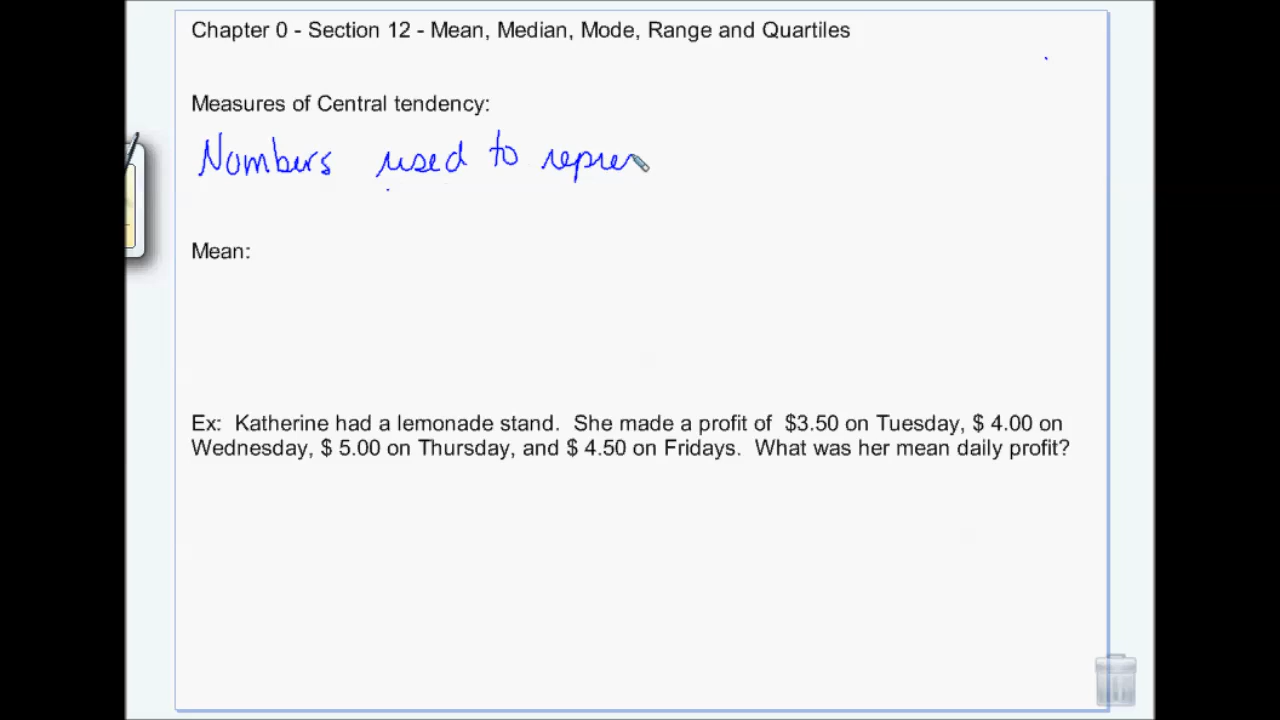 Chapter 0 - Section 12 - Mean, Median, Mode, Range and Quartiles
Measures of Central tendency:
Numbers used to repre
Mean:
Ex: Katherine had a lemonade stand. She made a profit of $3.50 on Tuesday, $ 4.00 on
Wednesday, $ 5.00 on Thursday, and $ 4.50 on Fridays. What was her mean daily profit?